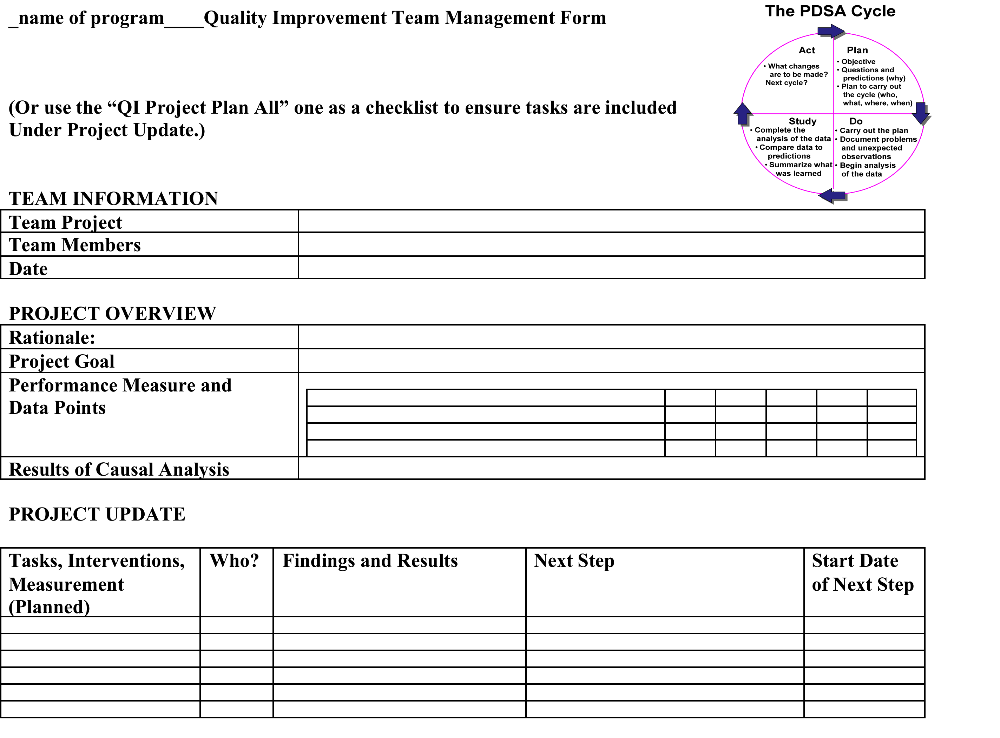 _name of program____Quality Improvement Team Management Form
The PDSA Cycle
Act
• What changes
are to be made?
Next cycle?
Plan
• Objective
• Questions and
predictions (why)
• Plan to carry out
the cycle (who,
what, where, when)
Study
• Complete the
analysis of the data
• Compare data to
predictions
• Summarize what
was learned
Do
• Carry out the plan
• Document problems
and unexpected
observations
• Begin analysis
of the data
(Or use the “QI Project Plan All” one as a checklist to ensure tasks are included
Under Project Update.)
TEAM INFORMATION
Team Project
Team Members
Date
PROJECT OVERVIEW
Rationale:
Project Goal
Performance Measure and
Data Points
Results of Causal Analysis
PROJECT UPDATE
Tasks, Interventions,
Measurement
(Planned)
Who?
Findings and Results
Next Step
Start Date
of Next Step